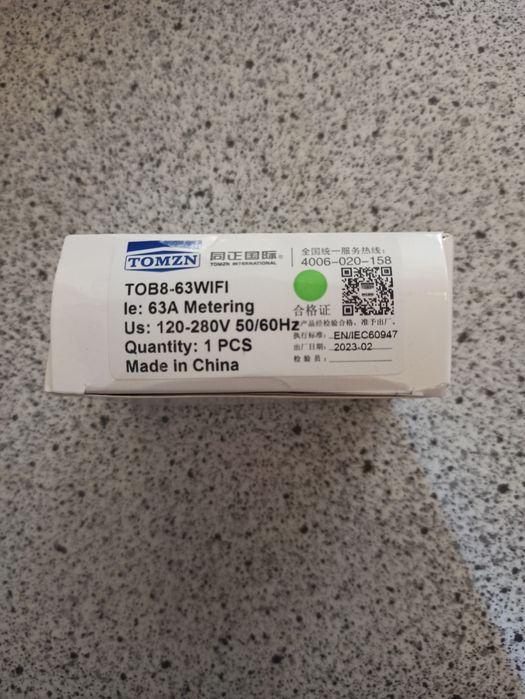 TOMZN
同正国际®
TOMZN INTERNATIONAL
全国统一服务热线:
4006-020-158
TOB8-63WIFI
Ie: 63A Metering
Us: 120-280V 50/60Hz
Quantity: 1 PCS
Made in China
合格证
产品经检验合格，准予出厂。
执行标准: EN/IEC60947
出厂日期: 2023-02
检验员: